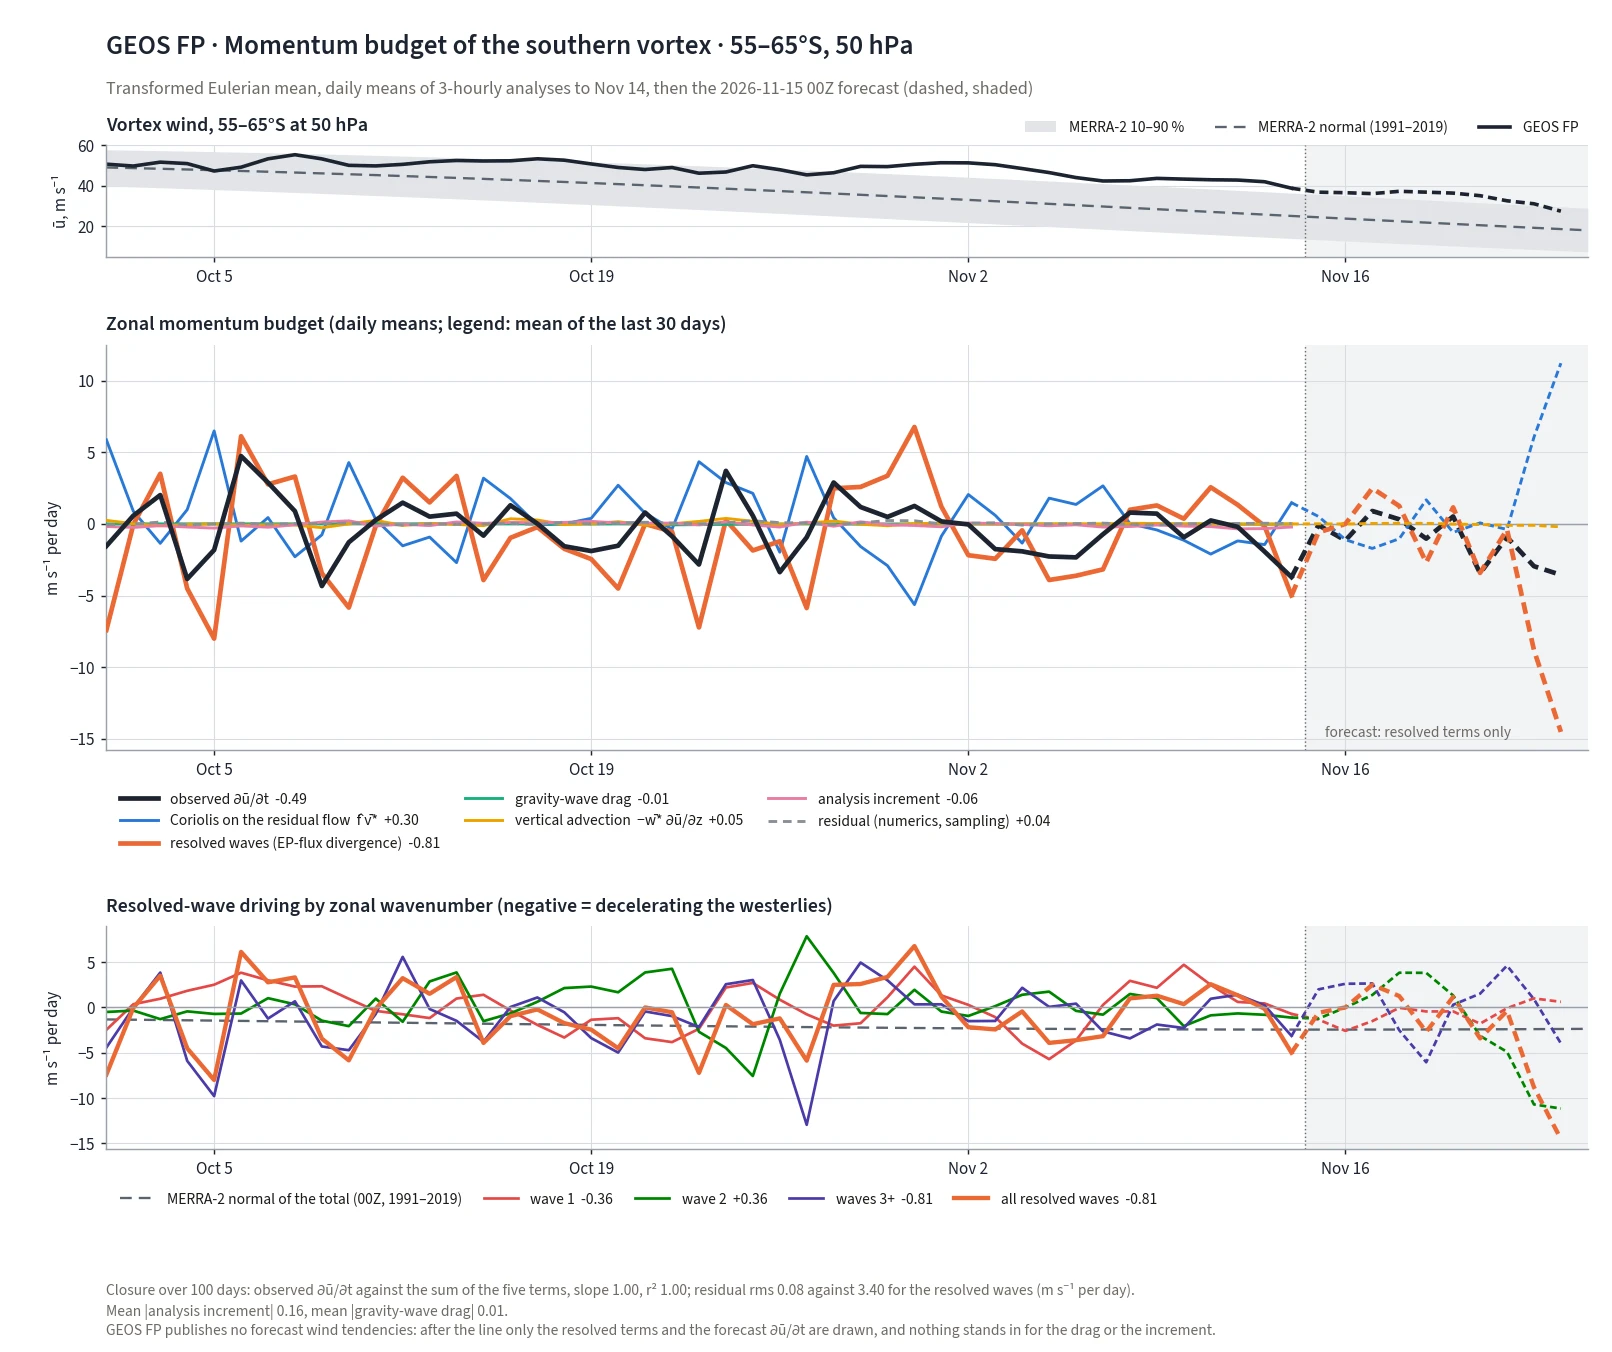 GEOS FP · Momentum budget of the southern vortex · 55–65°S, 50 hPa
Transformed Eulerian mean, daily means of 3-hourly analyses to Nov 14, then the 2026-11-15 00Z forecast (dashed, shaded)
Vortex wind, 55–65°S at 50 hPa
MERRA-2 10–90 %
MERRA-2 normal (1991–2019)
GEOS FP
60
40
20
ū, m s⁻¹
Oct 5
Oct 19
Nov 2
Nov 16
Zonal momentum budget (daily means; legend: mean of the last 30 days)
10
5
0
−5
−10
−15
m s⁻¹ per day
forecast: resolved terms only
Oct 5
Oct 19
Nov 2
Nov 16
observed ∂ū/∂t -0.49
Coriolis on the residual flow f v̄* +0.30
resolved waves (EP-flux divergence) -0.81
gravity-wave drag -0.01
vertical advection −w̄* ∂ū/∂z +0.05
analysis increment -0.06
residual (numerics, sampling) +0.04
Resolved-wave driving by zonal wavenumber (negative = decelerating the westerlies)
5
0
−5
−10
−15
m s⁻¹ per day
Oct 5
Oct 19
Nov 2
Nov 16
MERRA-2 normal of the total (00Z, 1991–2019)
wave 1 -0.36
wave 2 +0.36
waves 3+ -0.81
all resolved waves -0.81
Closure over 100 days: observed ∂ū/∂t against the sum of the five terms, slope 1.00, r² 1.00; residual rms 0.08 against 3.40 for the resolved waves (m s⁻¹ per day).
Mean |analysis increment| 0.16, mean |gravity-wave drag| 0.01.
GEOS FP publishes no forecast wind tendencies: after the line only the resolved terms and the forecast ∂ū/∂t are drawn, and nothing stands in for the drag or the increment.